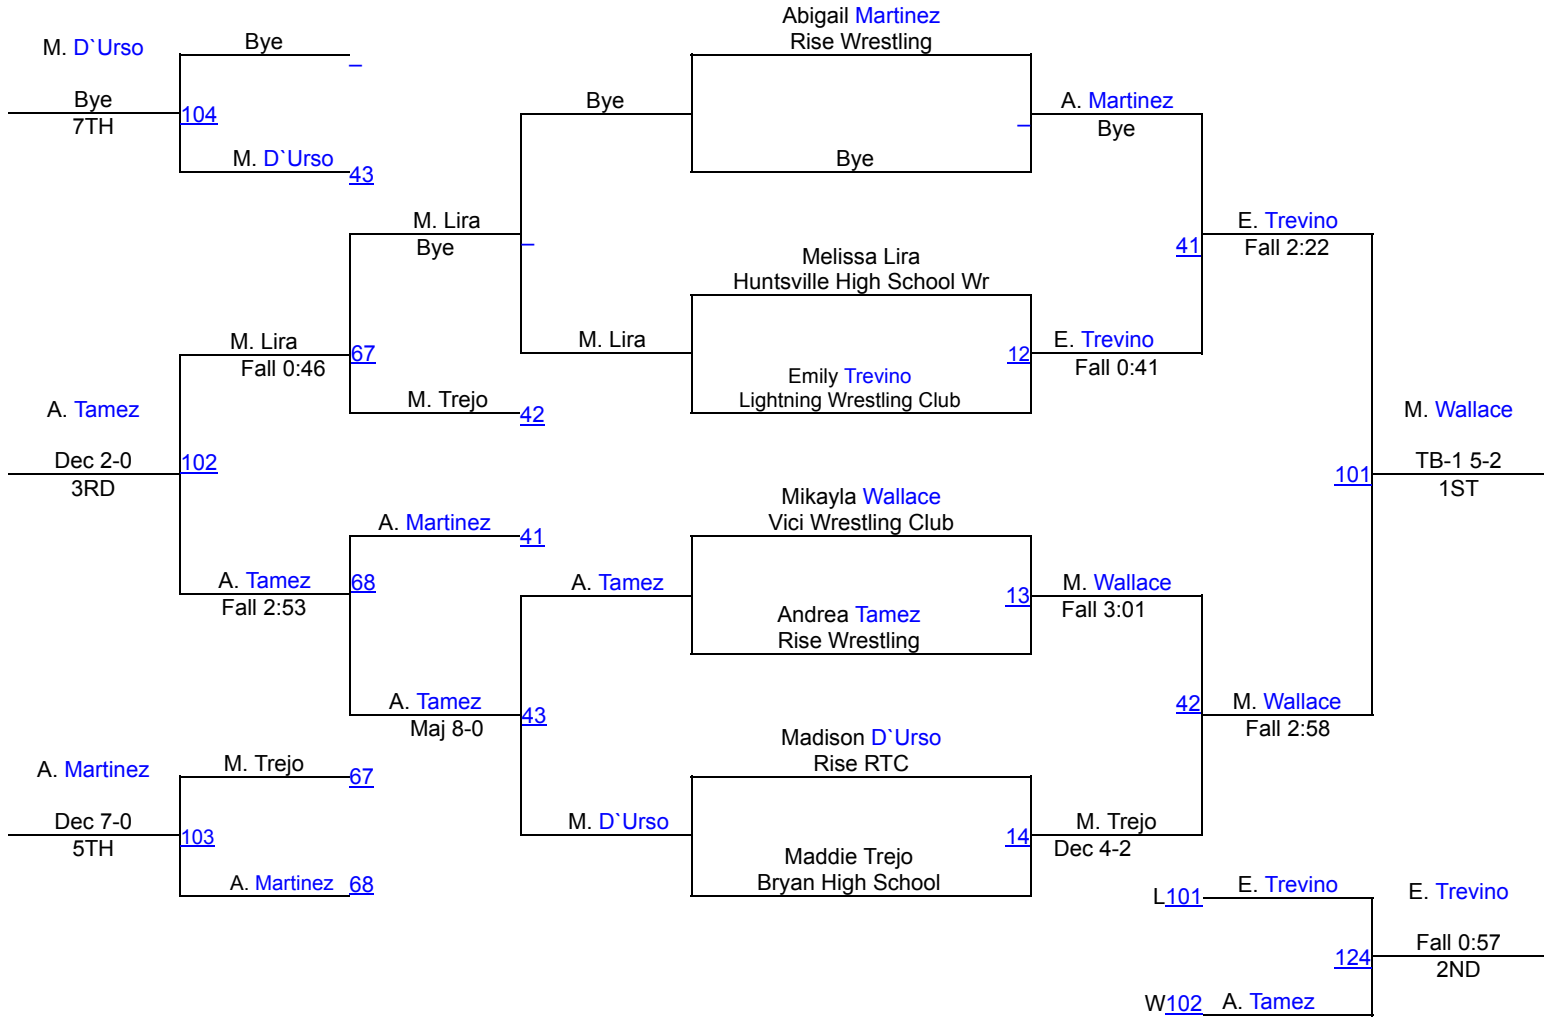 Abigail Martinez
Rise Wrestling
M. D`Urso
Bye
_
Bye
7TH
104
M. D`Urso
43
Bye
A. Martinez
Bye
_
Bye
M. Lira
Bye
_
E. Trevino
Fall 2:22
41
Melissa Lira
Huntsville High School Wr
M. Lira
Fall 0:46
67
M. Lira
12
E. Trevino
Fall 0:41
Emily Trevino
Lightning Wrestling Club
M. Trejo
42
A. Tamez
Dec 2-0
3RD
102
M. Wallace
TB-1 5-2
1ST
101
Mikayla Wallace
Vici Wrestling Club
A. Martinez
41
A. Tamez
Fall 2:53
68
A. Tamez
13
M. Wallace
Fall 3:01
Andrea Tamez
Rise Wrestling
A. Tamez
Maj 8-0
43
42
M. Wallace
Fall 2:58
Madison D`Urso
Rise RTC
A. Martinez
M. Trejo
67
Dec 7-0
5TH
103
M. D`Urso
14
M. Trejo
Dec 4-2
Maddie Trejo
Bryan High School
A. Martinez
68
L101
E. Trevino
E. Trevino
Fall 0:57
2ND
124
W102
A. Tamez